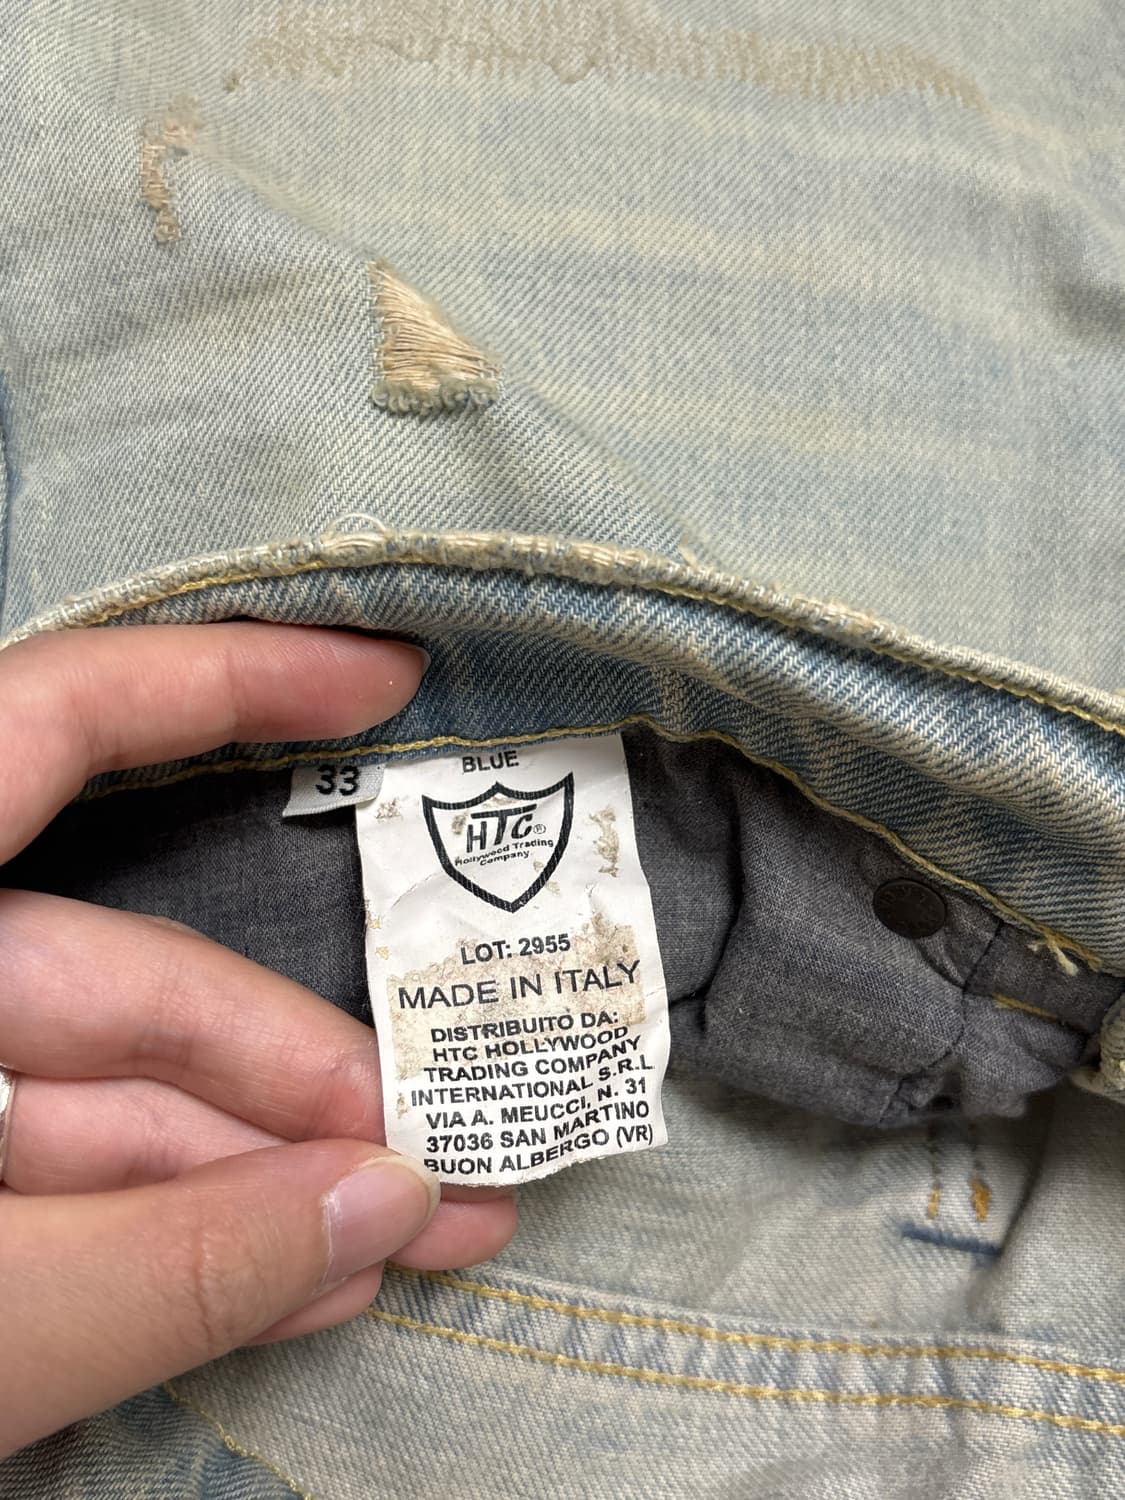 33
BLUE
HTC®
Hollywood Trading
Company
LOT: 2955
MADE IN ITALY
DISTRIBUITO DA:
HTC HOLLYWOOD
TRADING COMPANY
INTERNATIONAL S.R.L
VIA A. MEUCCI, N. 31
37036 SAN MARTINO
BUON ALBERGO (VR)